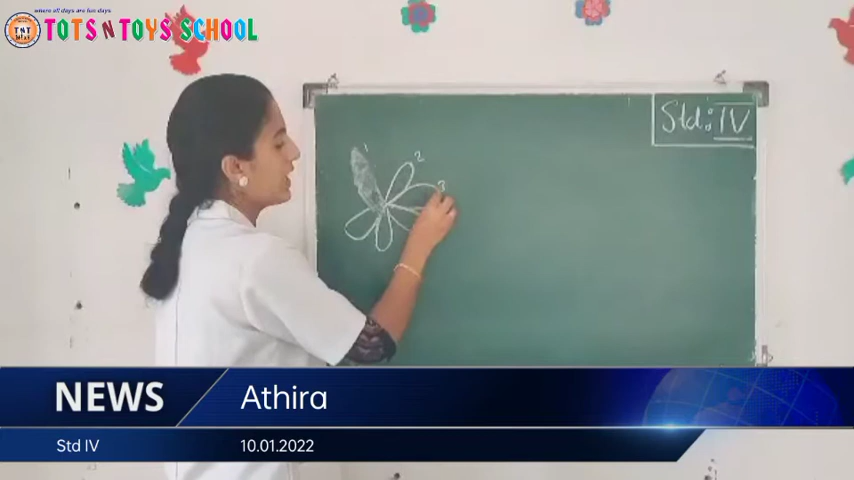 where all days are fun days
TNT
TOTS N TOYS SCHOOL
Std: IV
1
2
3
NEWS
Athira
Std IV
10.01.2022